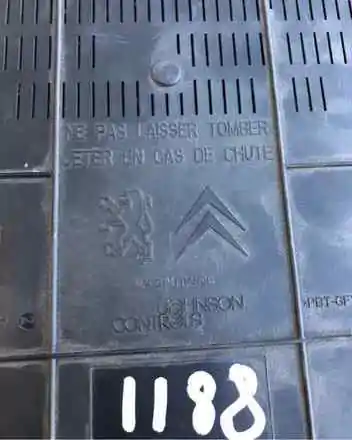 NE PAS LAISSER TOMBER
JETER EN CAS DE CHUTE
JOHNSON
CONTROLS
1188